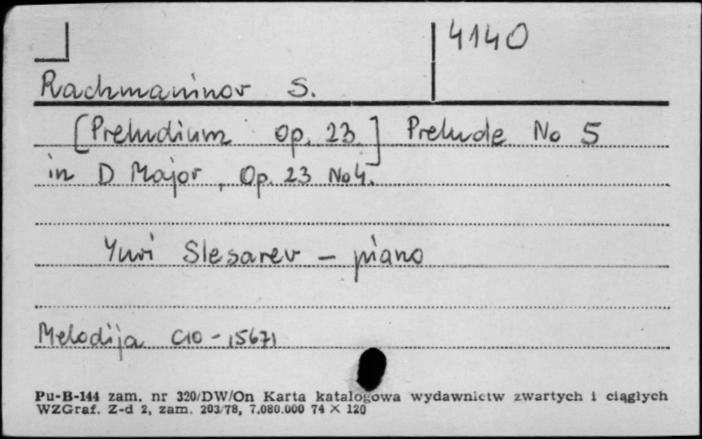 4140
Rachmaninov S.
[Preludium op. 23.] Prelude No 5
in D Major, Op. 23 No 4.
Yuri Slesarev - piano
Melodija C10-15671
Pu-B-144 zam. nr 320/DW/On Karta katalogowa wydawnictw zwartych i ciągłych
WZGraf. Z-d 2, zam. 203/78, 7.080.000 74 × 120